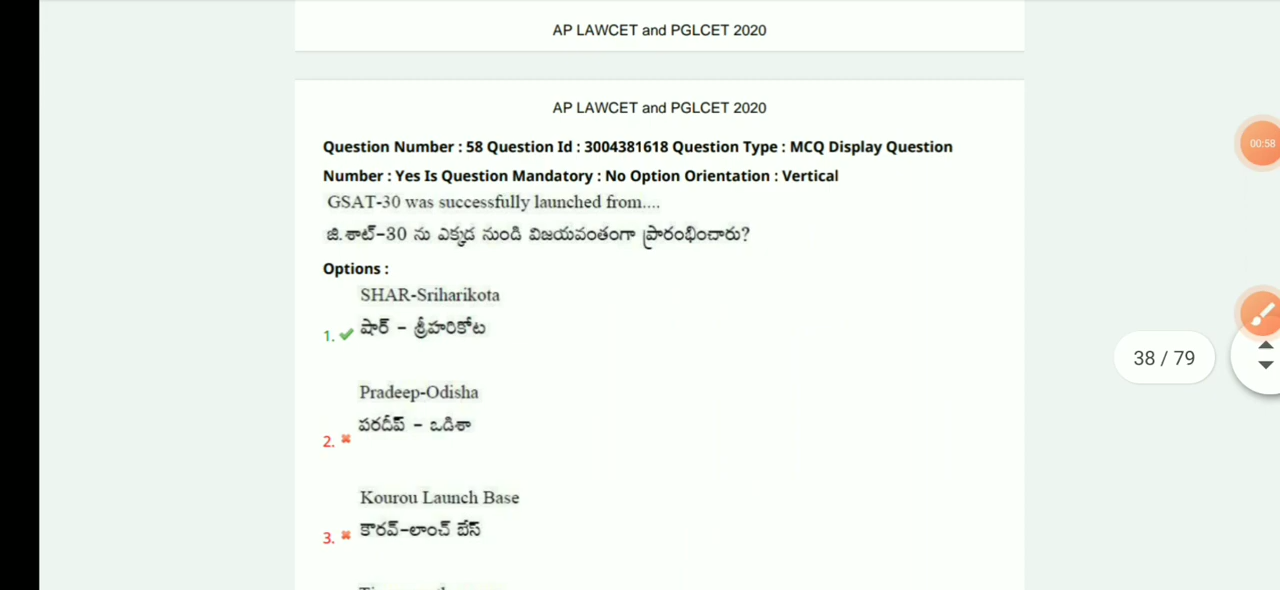 AP LAWCET and PGLCET 2020
AP LAWCET and PGLCET 2020
Question Number : 58 Question Id : 3004381618 Question Type : MCQ Display Question
Number : Yes Is Question Mandatory : No Option Orientation : Vertical
GSAT-30 was successfully launched from....
జి.శాట్-30 ను ఎక్కడ నుండి విజయవంతంగా ప్రారంభించారు?
Options :
SHAR-Sriharikota
1. షార్ - శ్రీహరికోట
Pradeep-Odisha
2. పరదీప్ - ఒడిశా
Kourou Launch Base
3. కౌరవ్-లాంచ్ బేస్
00:58
38 / 79